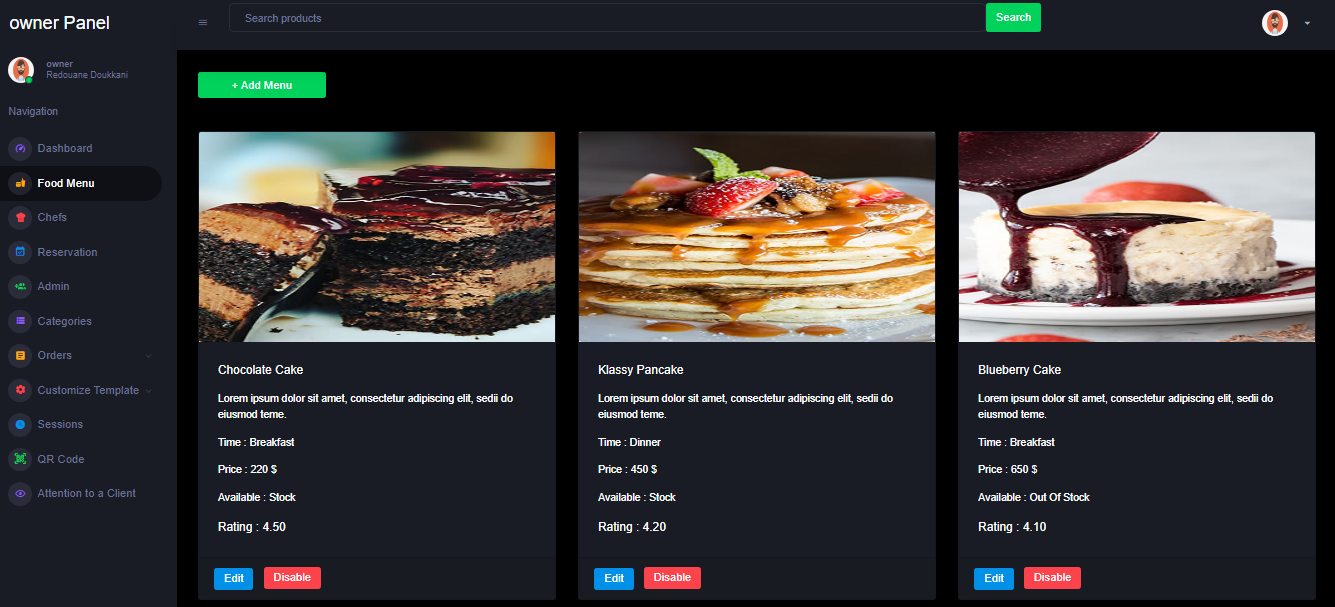 owner Panel
Search products
Search
owner
Redouane Doukkani
Navigation
Dashboard
Food Menu
Chefs
Reservation
Admin
Categories
Orders
Customize Template
Sessions
QR Code
Attention to a Client
+ Add Menu
Chocolate Cake
Lorem ipsum dolor sit amet, consectetur adipiscing elit, sedii do
eiusmod teme.
Time : Breakfast
Price : 220 $
Available : Stock
Rating : 4.50
Edit
Disable
Klassy Pancake
Lorem ipsum dolor sit amet, consectetur adipiscing elit, sedii do
eiusmod teme.
Time : Dinner
Price : 450 $
Available : Stock
Rating : 4.20
Edit
Disable
Blueberry Cake
Lorem ipsum dolor sit amet, consectetur adipiscing elit, sedii do
eiusmod teme.
Time : Breakfast
Price : 650 $
Available : Out Of Stock
Rating : 4.10
Edit
Disable